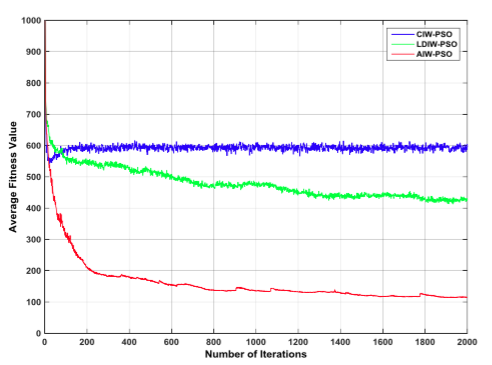 1000
900
800
700
600
500
400
300
200
100
0
Average Fitness Value
CIW-PSO
LDIW-PSO
AIW-PSO
0 200 400 600 800 1000 1200 1400 1600 1800 2000
Number of Iterations